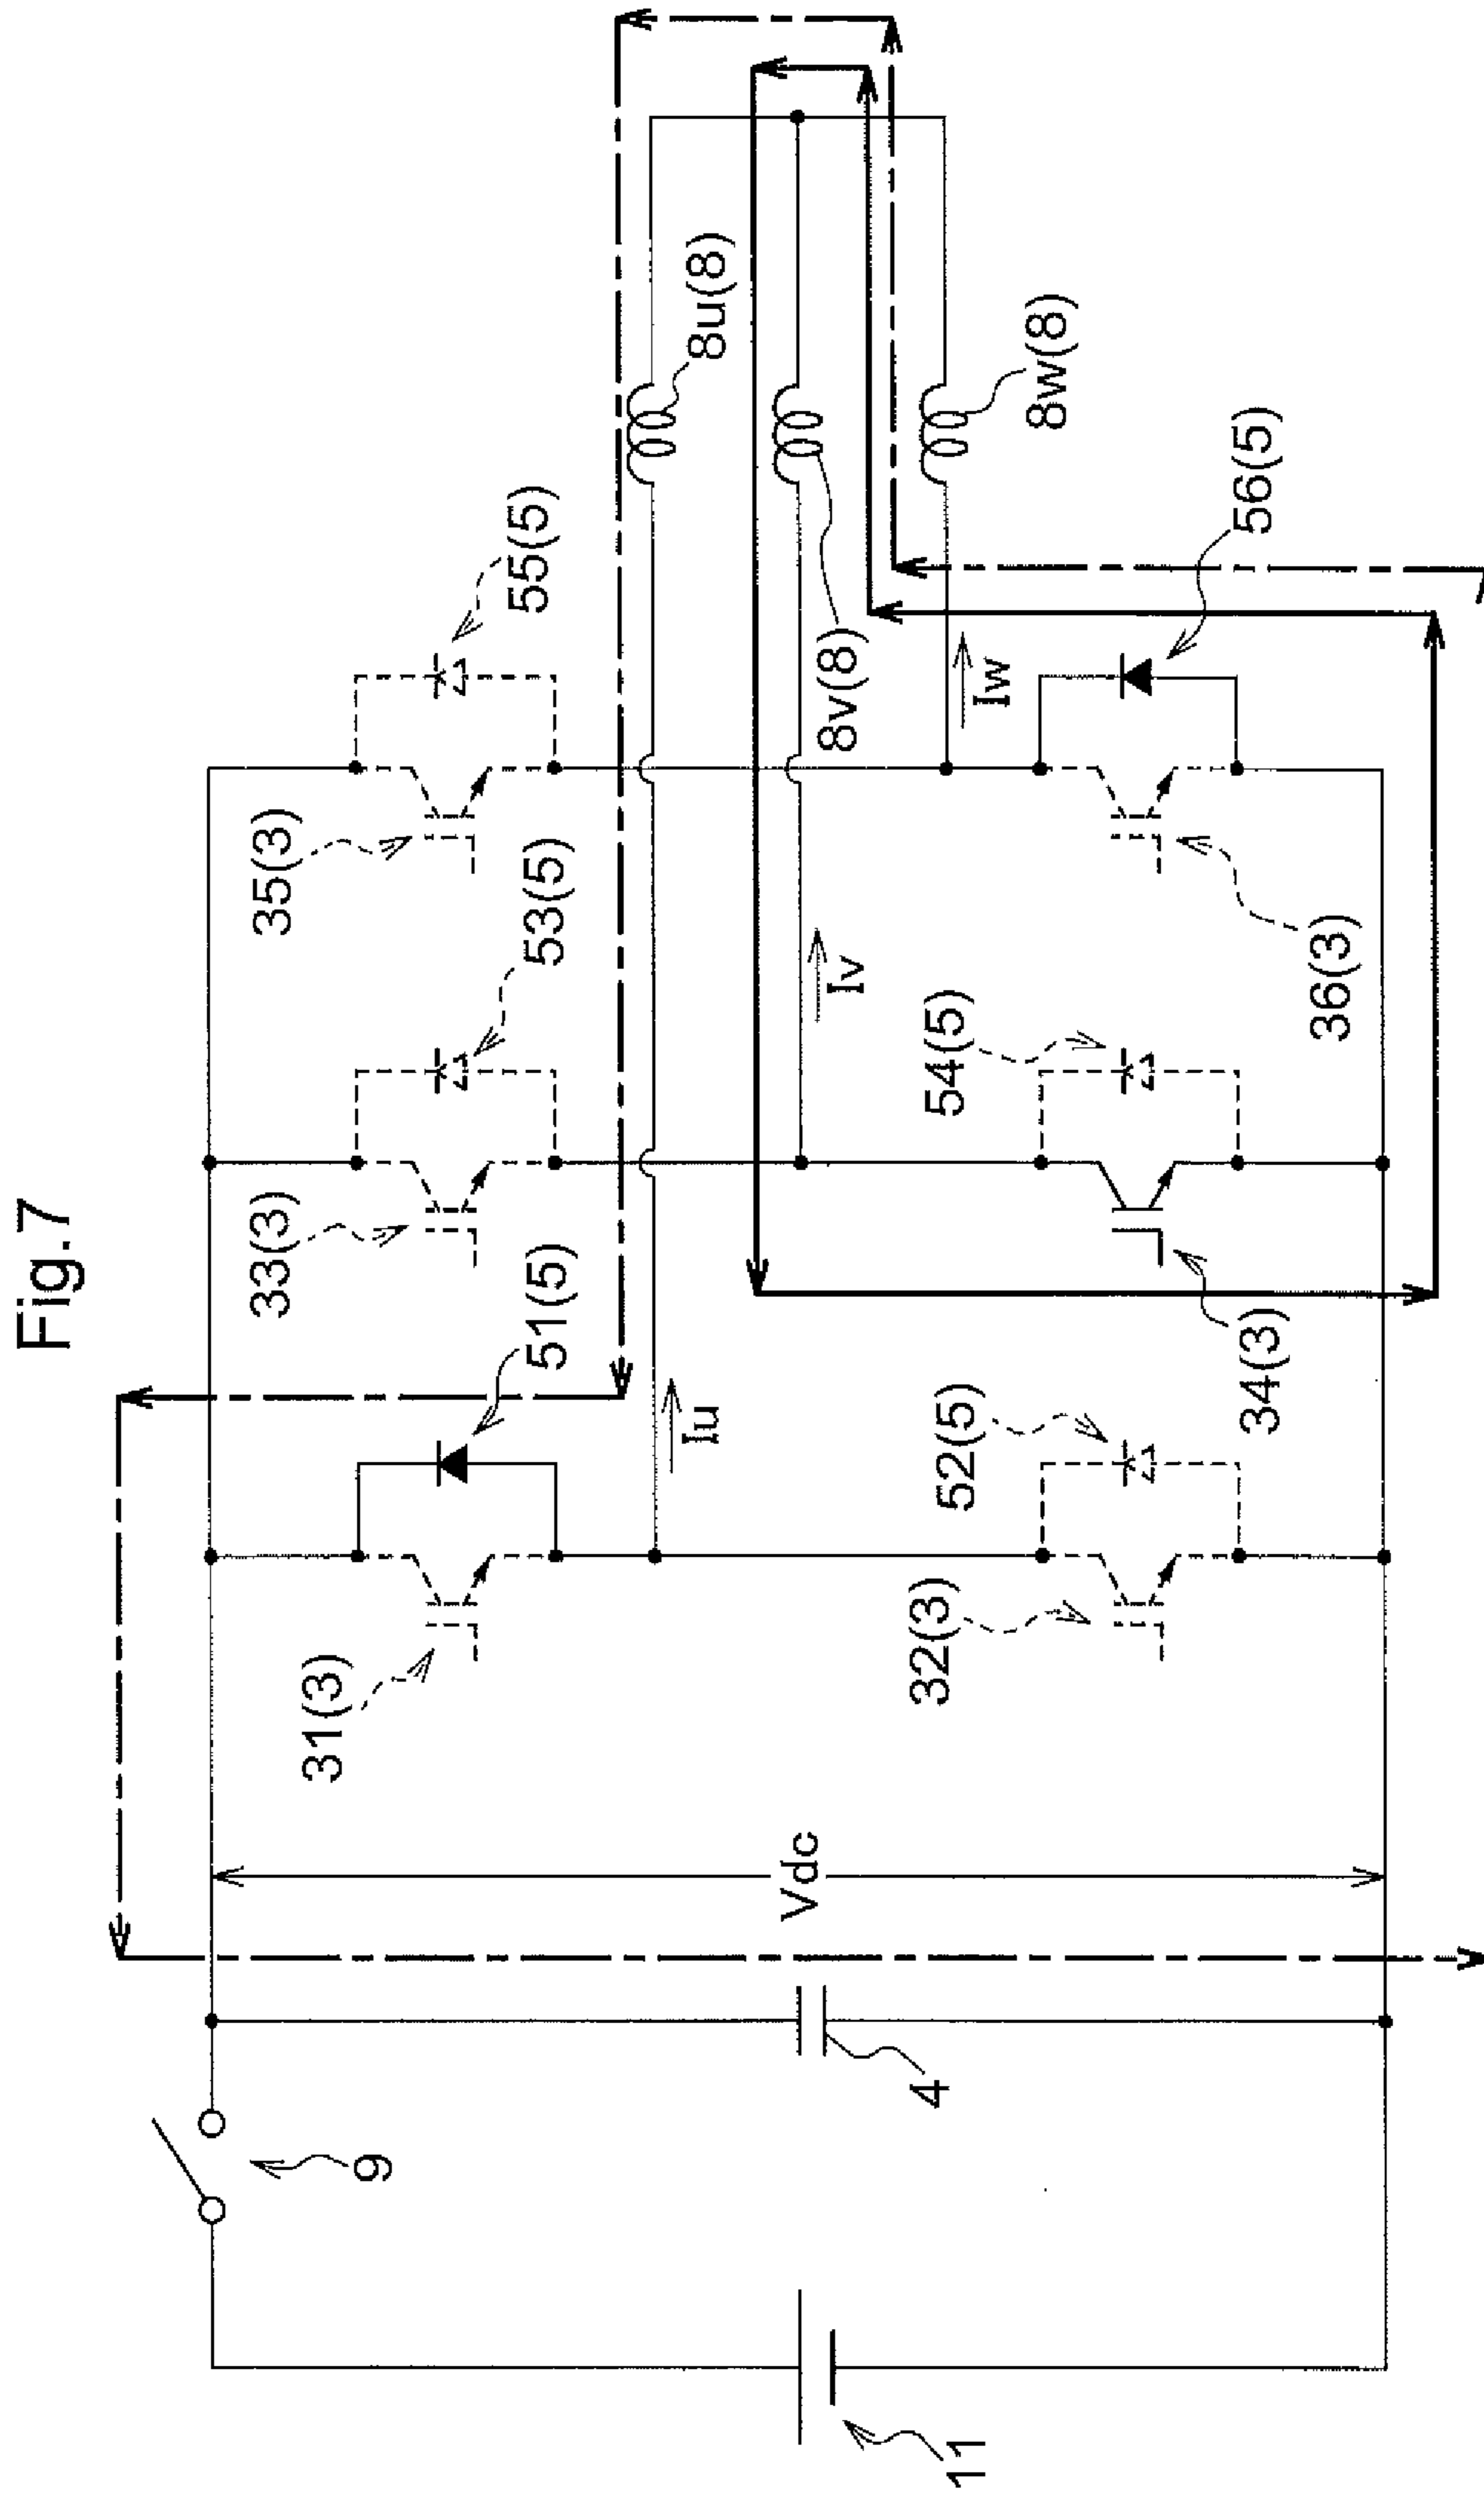 Fig.7
35(3)
55(5)
33(3)
53(5)
31(3)
51(5)
8u(8)
8v(8)
8w(8)
Iu
Iv
Iw
Vdc
9
4
11
32(3)
52(5)
34(3)
54(5)
36(3)
56(5)